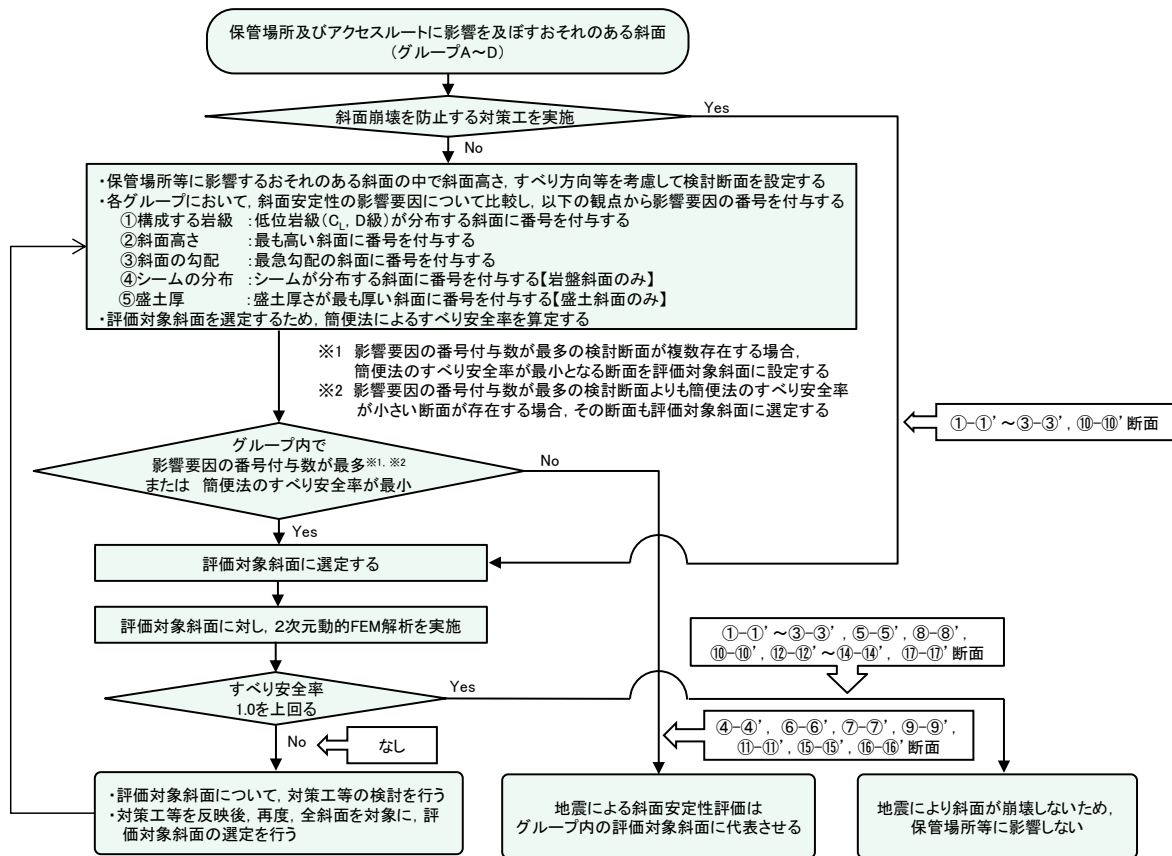 保管場所及びアクセスルートに影響を及ぼすおそれのある斜面
(グループA～D)
斜面崩壊を防止する対策工を実施
Yes
No
・保管場所等に影響するおそれのある斜面の中で斜面高さ，すべり方向等を考慮して検討断面を設定する
・各グループにおいて，斜面安定性の影響要因について比較し，以下の観点から影響要因の番号を付与する
①構成する岩級 ：低位岩級(CL，D級)が分布する斜面に番号を付与する
②斜面高さ ：最も高い斜面に番号を付与する
③斜面の勾配 ：最急勾配の斜面に番号を付与する
④シームの分布 ：シームが分布する斜面に番号を付与する【岩盤斜面のみ】
⑤盛土厚 ：盛土厚さが最も厚い斜面に番号を付与する【盛土斜面のみ】
・評価対象斜面を選定するため，簡便法によるすべり安全率を算定する
※1 影響要因の番号付与数が最多の検討断面が複数存在する場合，
簡便法のすべり安全率が最小となる断面を評価対象斜面に設定する
※2 影響要因の番号付与数が最多の検討断面よりも簡便法のすべり安全率
が小さい断面が存在する場合，その断面も評価対象斜面に選定する
①-①’～③-③’，⑩-⑩’断面
グループ内で
影響要因の番号付与数が最多※1，※2
または 簡便法のすべり安全率が最小
No
Yes
評価対象斜面に選定する
評価対象斜面に対し，2次元動的FEM解析を実施
①-①’～③-③’，⑤-⑤’，⑧-⑧’，
⑩-⑩’，⑫-⑫’～⑭-⑭’，⑰-⑰’断面
すべり安全率
1.0を上回る
Yes
No
なし
④-④’，⑥-⑥’，⑦-⑦’，⑨-⑨’，
⑪-⑪’，⑮-⑮’，⑯-⑯’断面
・評価対象斜面について，対策工等の検討を行う
・対策工等を反映後，再度，全斜面を対象に，評
価対象斜面の選定を行う
地震による斜面安定性評価は
グループ内の評価対象斜面に代表させる
地震により斜面が崩壊しないため，
保管場所等に影響しない